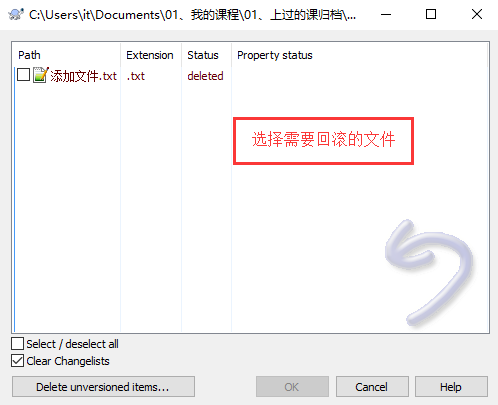 C:\Users\it\Documents\01、我的课程\01、上过的课归档\...
Path Extension Status Property status
添加文件.txt .txt deleted
选择需要回滚的文件
Select / deselect all
Clear Changelists
Delete unversioned items... OK Cancel Help